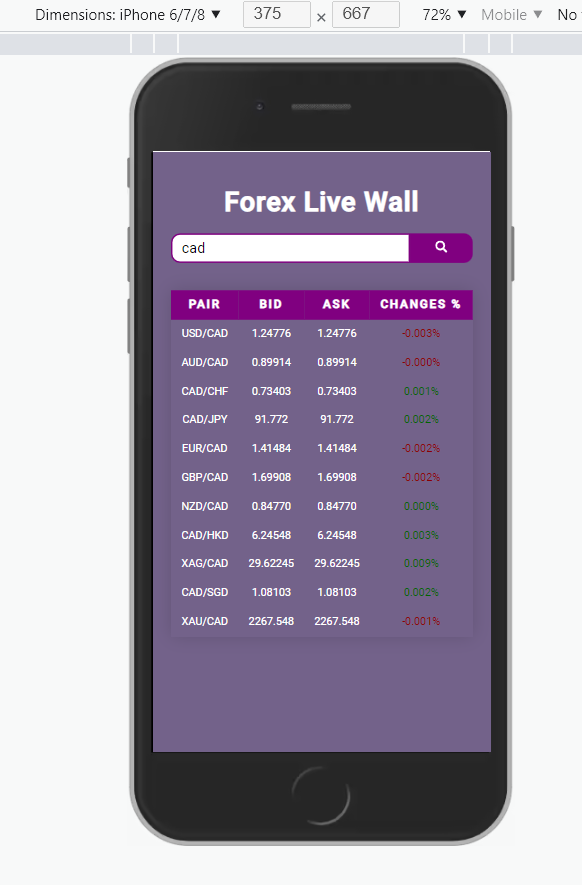 Dimensions: iPhone 6/7/8 ▼ 375 × 667 72% ▼ Mobile ▼ No
Forex Live Wall
cad
PAIR BID ASK CHANGES %
USD/CAD 1.24776 1.24776 -0.003%
AUD/CAD 0.89914 0.89914 -0.000%
CAD/CHF 0.73403 0.73403 0.001%
CAD/JPY 91.772 91.772 0.002%
EUR/CAD 1.41484 1.41484 -0.002%
GBP/CAD 1.69908 1.69908 -0.002%
NZD/CAD 0.84770 0.84770 0.000%
CAD/HKD 6.24548 6.24548 0.003%
XAG/CAD 29.62245 29.62245 0.009%
CAD/SGD 1.08103 1.08103 0.002%
XAU/CAD 2267.548 2267.548 -0.001%